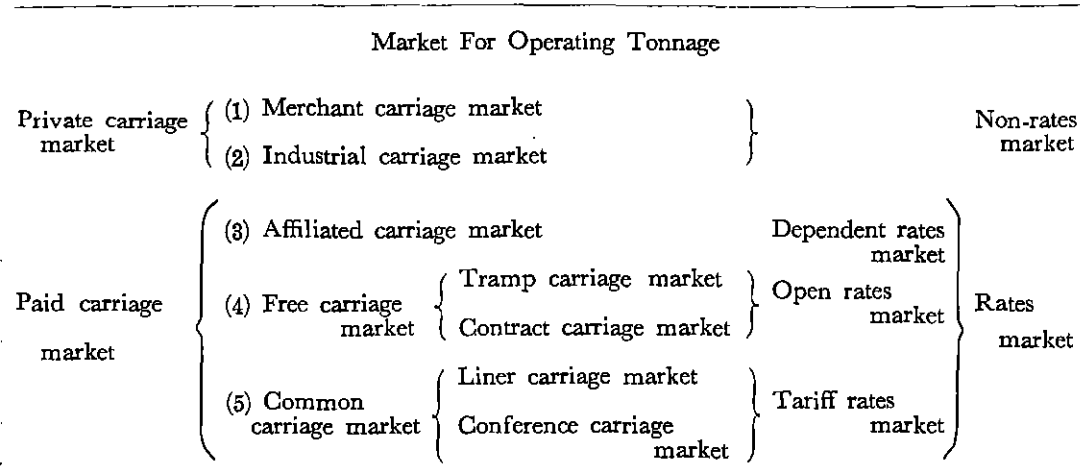 Market For Operating Tonnage
Private carriage
market
(1) Merchant carriage market
(2) Industrial carriage market
Non-rates
market
Paid carriage
market
(3) Affiliated carriage market
Dependent rates
market
(4) Free carriage
market
Tramp carriage market
Contract carriage market
Open rates
market
(5) Common
carriage market
Liner carriage market
Conference carriage
market
Tariff rates
market
Rates
market